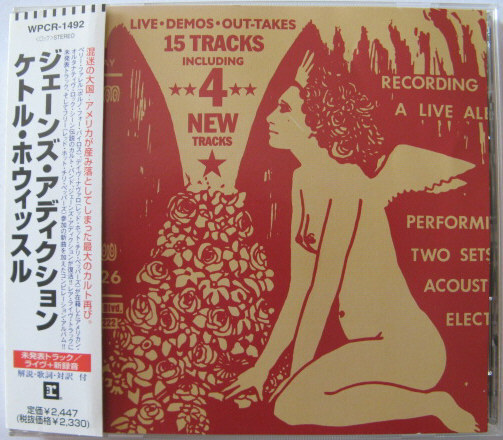 WPCR-1492
STEREO
ジェーンズ・アディクション
ケトル・ホウィッスル
混迷の大国・アメリカが産み落としてしまった最大のカルト再び。
未発表トラック/
ライヴ+新録音
解説・歌詞・対訳 付
定価¥2,447
(税抜価格¥2,330)
LIVE•DEMOS•OUT-TAKES
15 TRACKS
INCLUDING
4
NEW
TRACKS
RECORDING
A LIVE AL
PERFORMI
TWO SETS
ACOUST
ELECT
26